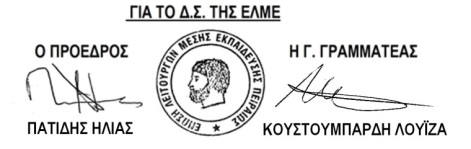 ΓΙΑ ΤΟ Δ.Σ. ΤΗΣ ΕΛΜΕ
Ο ΠΡΟΕΔΡΟΣ
Η Γ. ΓΡΑΜΜΑΤΕΑΣ
ΕΝΩΣΗ ΛΕΙΤΟΥΡΓΩΝ ΜΕΣΗΣ ΕΚΠΑΙΔΕΥΣΗΣ ΠΕΙΡΑΙΩΣ
ΠΑΤΙΔΗΣ ΗΛΙΑΣ
ΚΟΥΣΤΟΥΜΠΑΡΔΗ ΛΟΥΪΖΑ